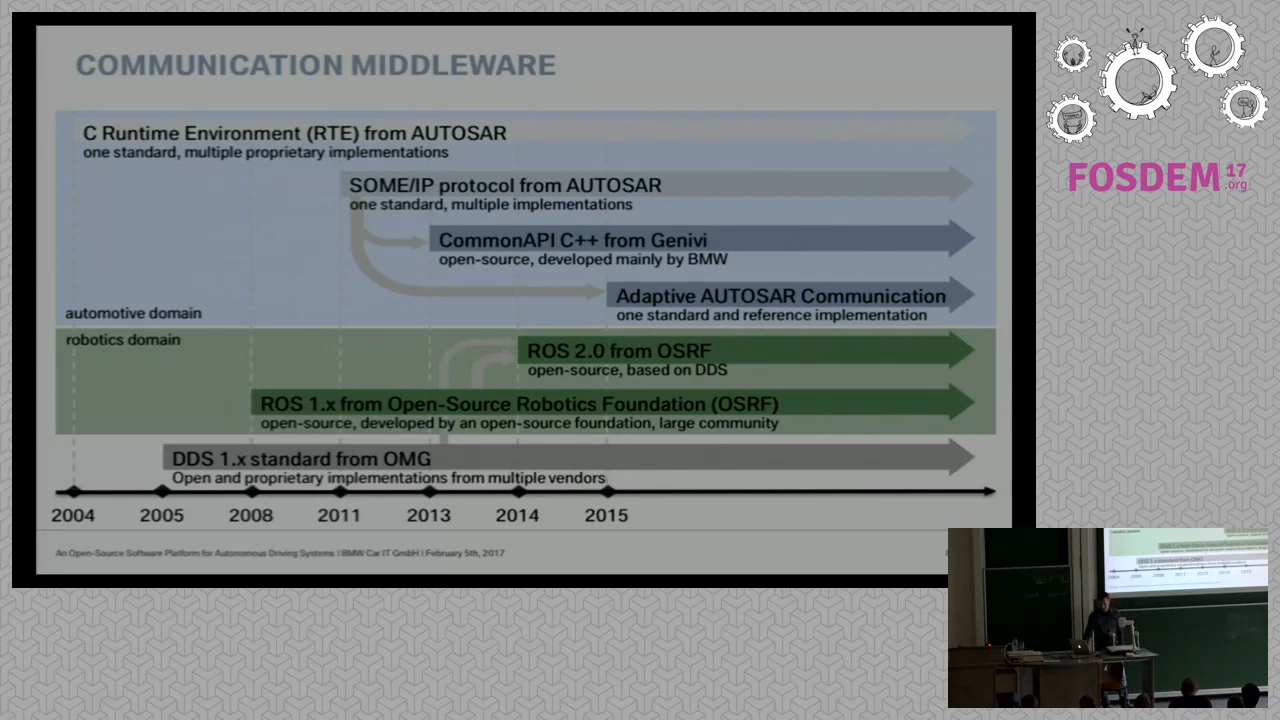 COMMUNICATION MIDDLEWARE
C Runtime Environment (RTE) from AUTOSAR
one standard, multiple proprietary implementations
SOME/IP protocol from AUTOSAR
one standard, multiple implementations
CommonAPI C++ from Genivi
open-source, developed mainly by BMW
Adaptive AUTOSAR Communication
one standard and reference implementation
automotive domain
robotics domain
ROS 2.0 from OSRF
open-source, based on DDS
ROS 1.x from Open-Source Robotics Foundation (OSRF)
open-source, developed by an open-source foundation, large community
DDS 1.x standard from OMG
Open and proprietary implementations from multiple vendors
2004 2005 2008 2011 2013 2014 2015
An Open-Source Software Platform for Autonomous Driving Systems | BMW Car IT GmbH | February 5th, 2017
FOSDEM 17
.org